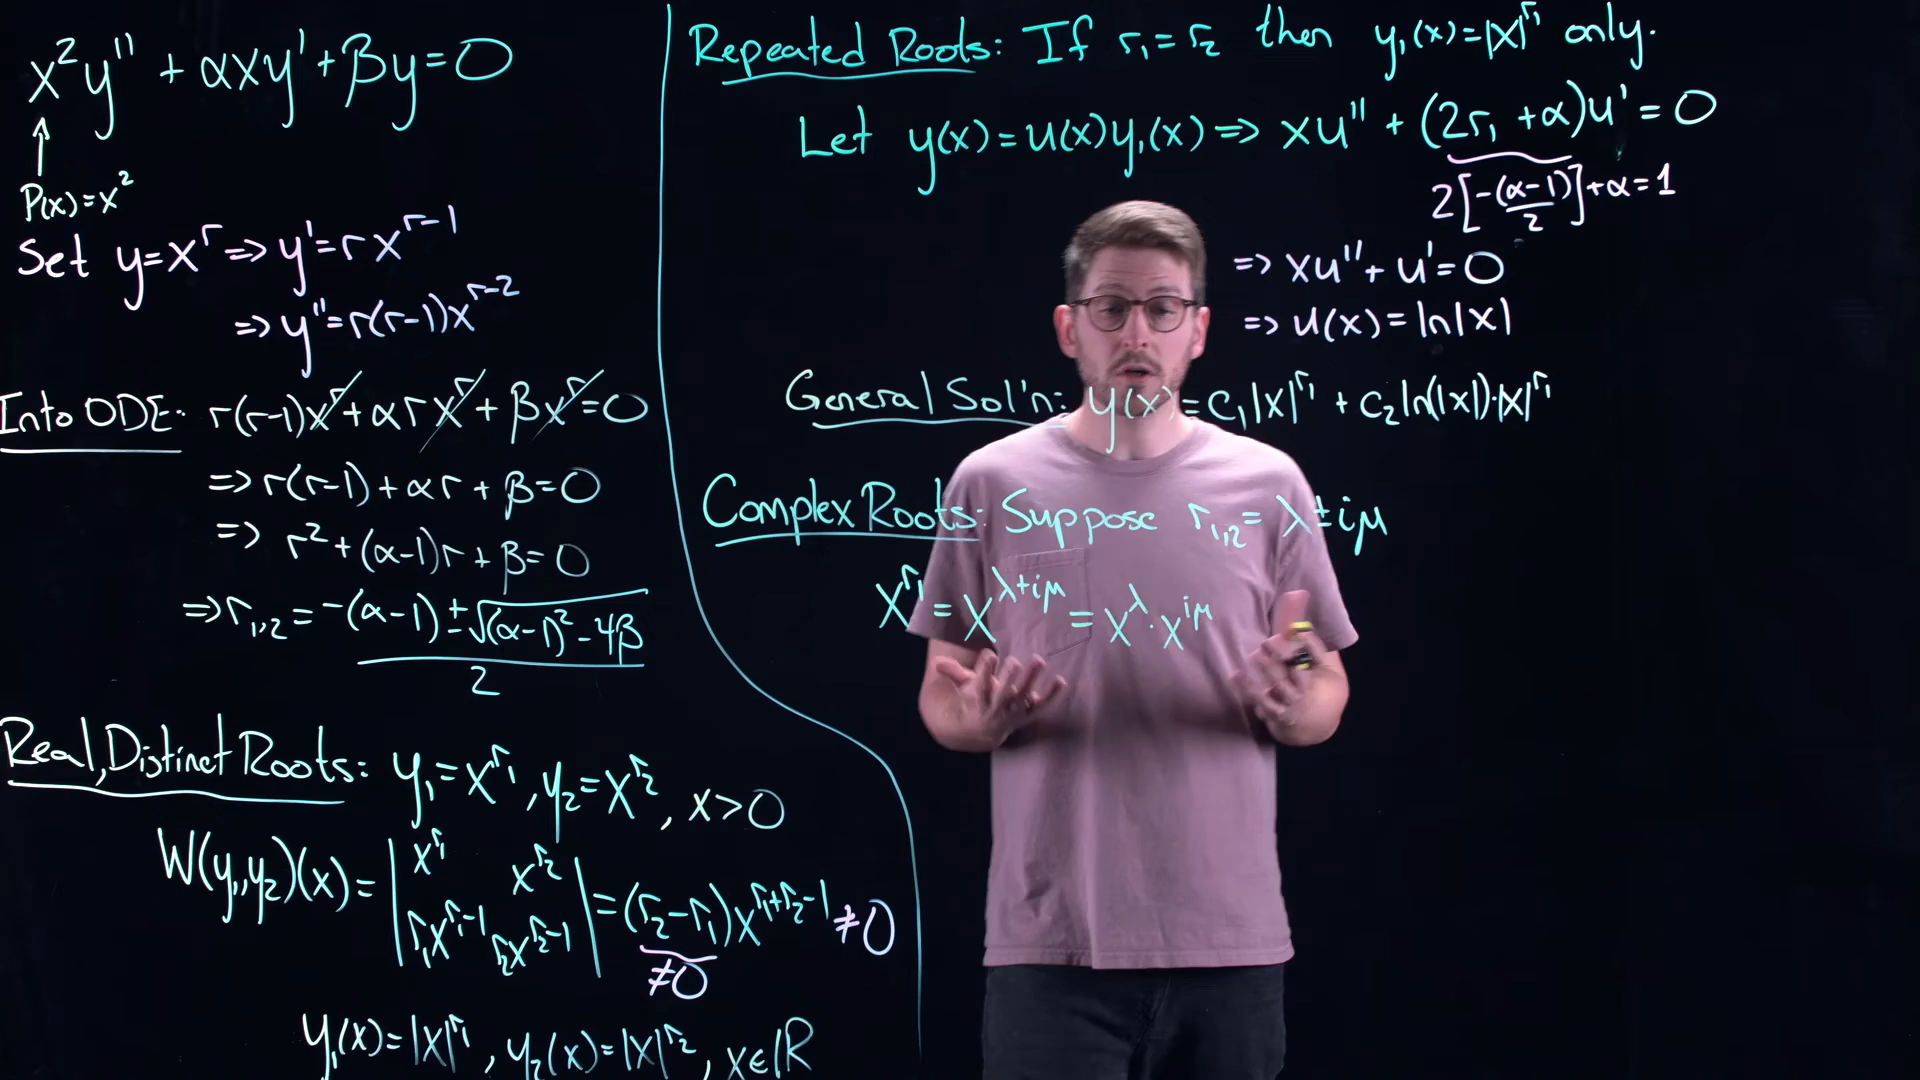 x²y'' + αxy' + βy = 0
↑
P(x) = x²
Set y = x^r ⇒ y' = r x^(r-1)
⇒ y'' = r(r-1)x^(r-2)
Into ODE: r(r-1)x^r + αr x^r + βx^r = 0
⇒ r(r-1) + αr + β = 0
⇒ r² + (α-1)r + β = 0
⇒ r₁,₂ = (-(α-1) ± √((α-1)² - 4β)) / 2
Real, Distinct Roots: y₁ = x^(r₁), y₂ = x^(r₂), x > 0
W(y₁,y₂)(x) = | x^(r₁) x^(r₂) | = (r₂ - r₁)x^(r₁+r₂-1) ≠ 0
| r₁x^(r₁-1) r₂x^(r₂-1) |
≠ 0
y₁(x) = |x|^(r₁), y₂(x) = |x|^(r₂), x ∈ ℝ
Repeated Roots: If r₁ = r₂ then y₁(x) = |x|^(r₁) only.
Let y(x) = u(x)y₁(x) ⇒ xu'' + (2r₁ + α)u' = 0
2[-(α-1)/2] + α = 1
⇒ xu'' + u' = 0
⇒ u(x) = ln|x|
General Sol'n: y(x) = c₁|x|^(r₁) + c₂ln(|x|)·|x|^(r₁)
Complex Roots: Suppose r₁,₂ = λ ± iμ
x^(r₁) = x^(λ+iμ) = x^λ · x^(iμ)